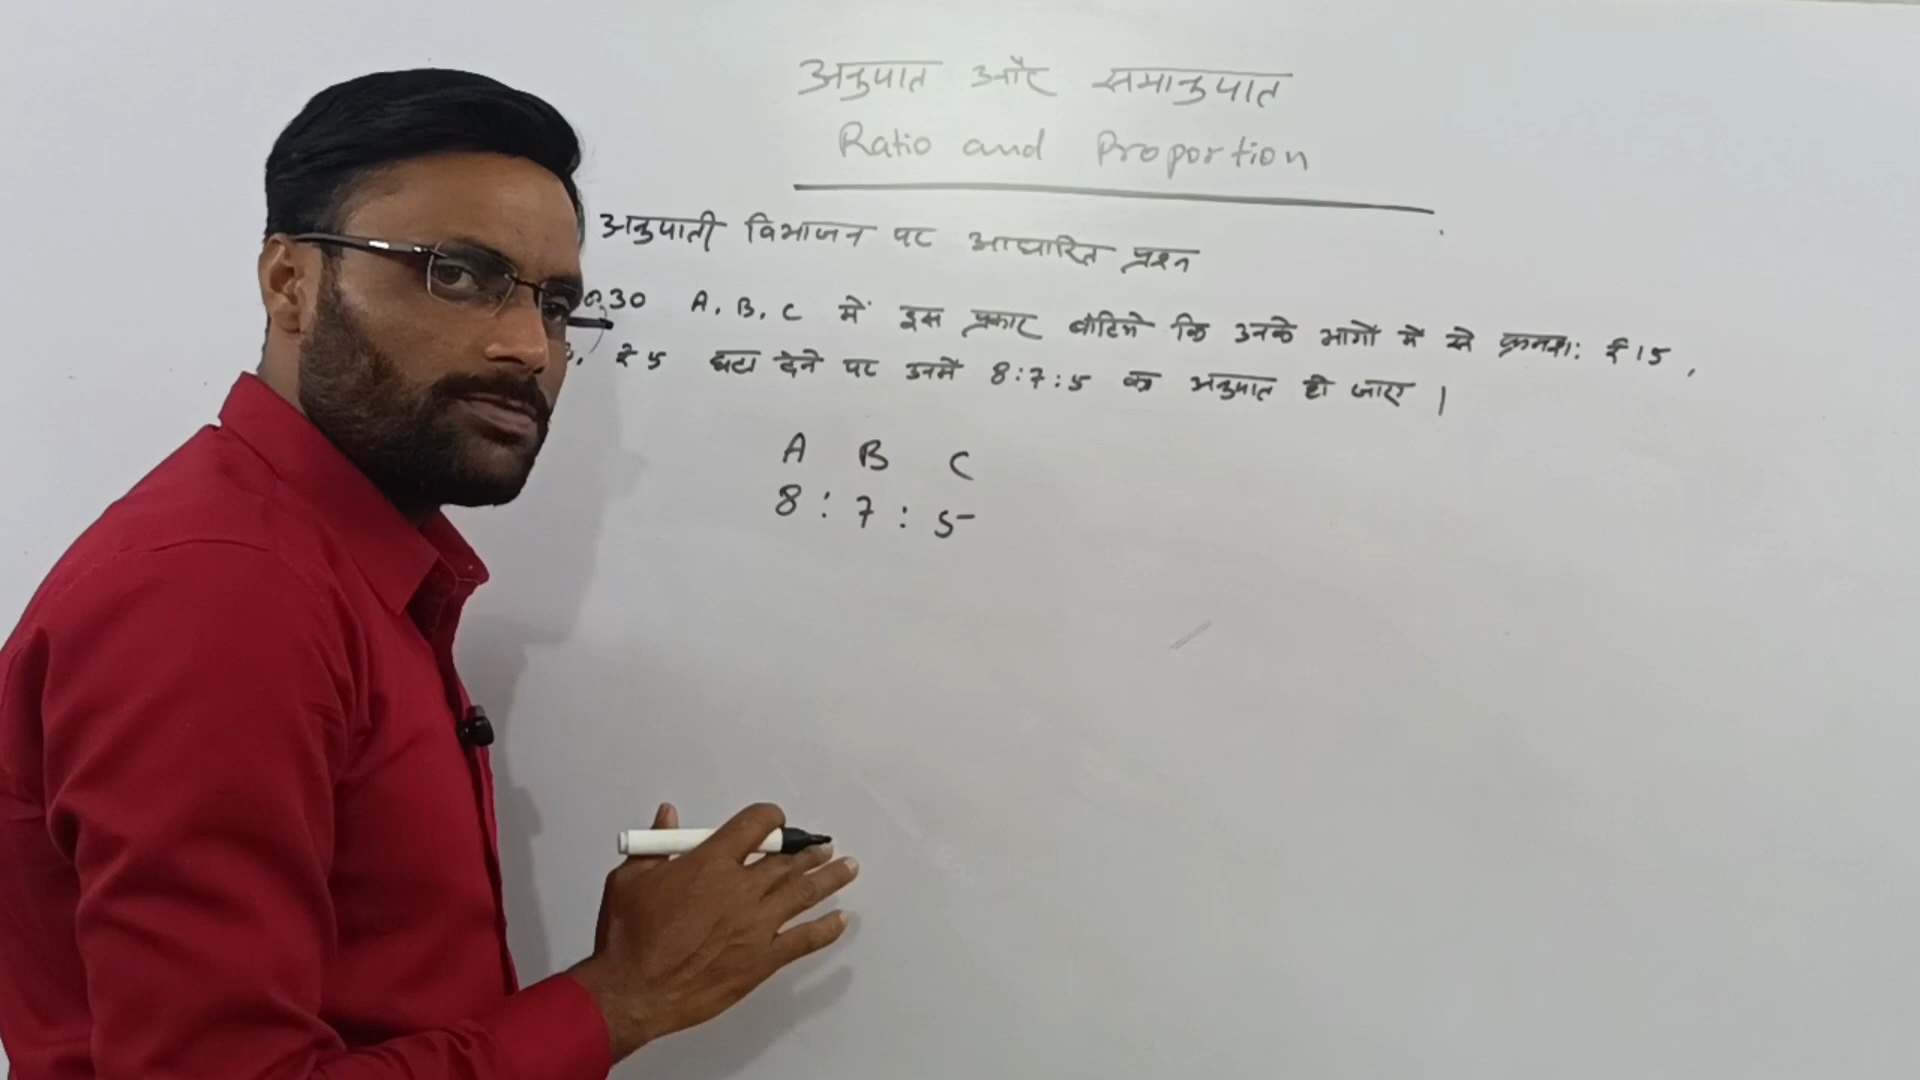 अनुपात और समानुपात
Ratio and Proportion
अनुपाती विभाजन पर आधारित प्रश्न
30 A, B, C में इस प्रकार बाँटिये कि उनके भागों में से क्रमशः ₹15,
₹5 घटा देने पर उनमें 8:7:5 का अनुपात हो जाए ।
A B C
8 : 7 : 5